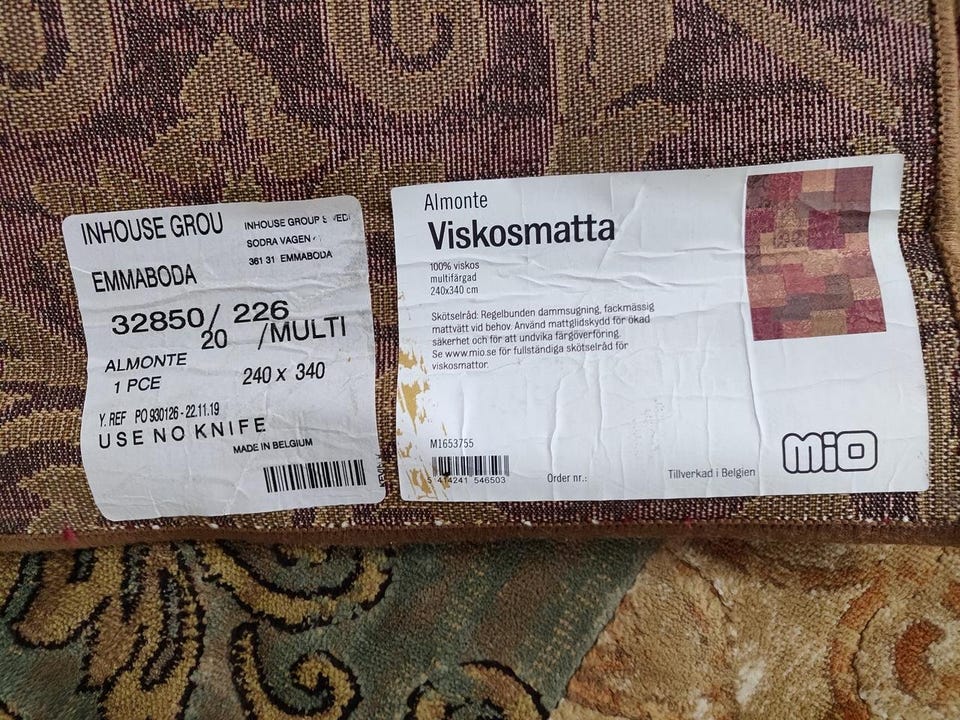 INHOUSE GROU
INHOUSE GROUP
SODRA VAGEN
361 31 EMMABODA
EMMABODA
32850/ 226
20 /MULTI
ALMONTE
1 PCE
240 x 340
Y. REF PO 930126 - 22.11.19
USE NO KNIFE
MADE IN BELGIUM
Almonte
Viskosmatta
100% viskos
multifärgad
240x340 cm
Skötselråd: Regelbunden dammsugning, fackmässig
mattvätt vid behov. Använd mattglidskydd för ökad
säkerhet och för att undvika färgöverföring.
Se www.mio.se för fullständiga skötselråd för
viskosmattor.
M1653755
5 414241 546503
Order nr.:
Tillverkad i Belgien
MIO